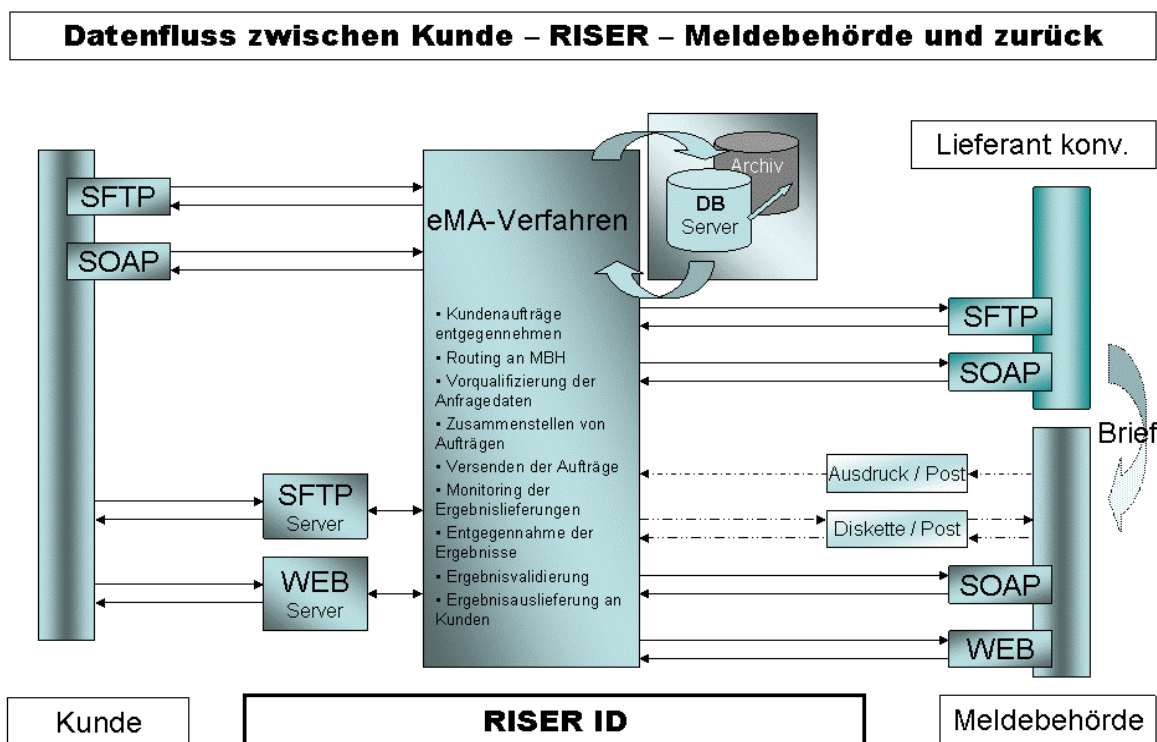 Datenfluss zwischen Kunde – RISER – Meldebehörde und zurück
Lieferant konv.
Archiv
DB
Server
SFTP
SOAP
eMA-Verfahren
▪ Kundenaufträge
entgegennehmen
▪ Routing an MBH
▪ Vorqualifizierung der
Anfragedaten
▪ Zusammenstellen von
Aufträgen
▪ Versenden der Aufträge
▪ Monitoring der
Ergebnislieferungen
▪ Entgegennahme der
Ergebnisse
▪ Ergebnisvalidierung
▪ Ergebnisauslieferung an
Kunden
SFTP
Server
WEB
Server
SFTP
SOAP
Brief
Ausdruck / Post
Diskette / Post
SOAP
WEB
Kunde
RISER ID
Meldebehörde